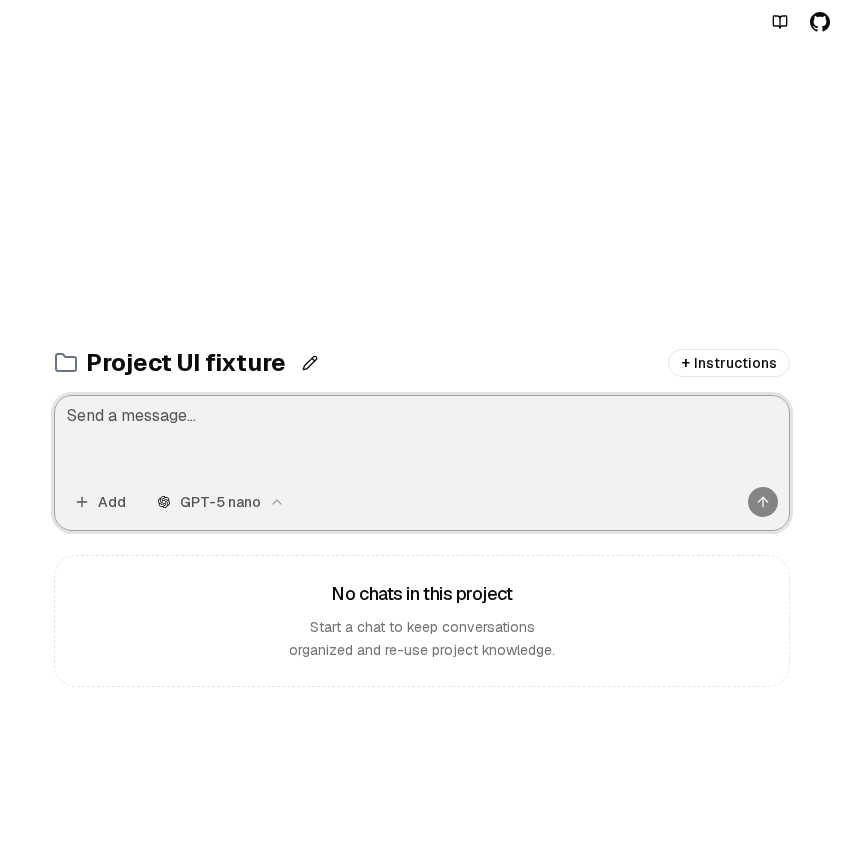 Project UI fixture
+ Instructions
Send a message...
Add
GPT-5 nano
No chats in this project
Start a chat to keep conversations
organized and re-use project knowledge.